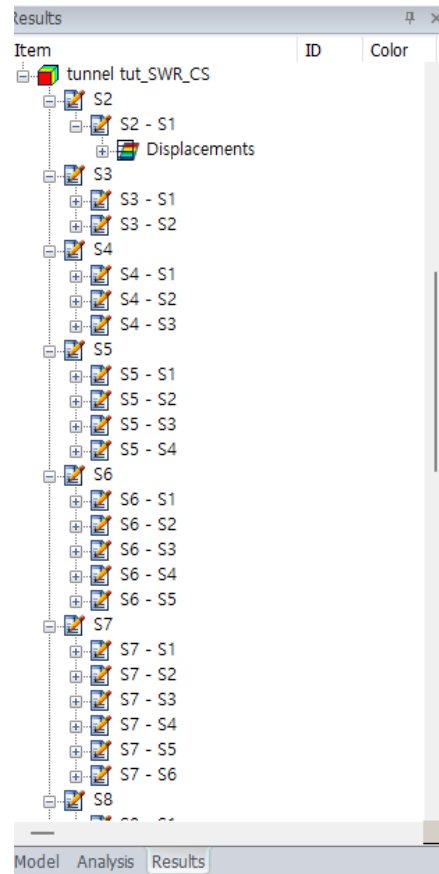 Results
Item ID Color
tunnel tut_SWR_CS
S2
S2 - S1
Displacements
S3
S3 - S1
S3 - S2
S4
S4 - S1
S4 - S2
S4 - S3
S5
S5 - S1
S5 - S2
S5 - S3
S5 - S4
S6
S6 - S1
S6 - S2
S6 - S3
S6 - S4
S6 - S5
S7
S7 - S1
S7 - S2
S7 - S3
S7 - S4
S7 - S5
S7 - S6
S8
Model Analysis Results